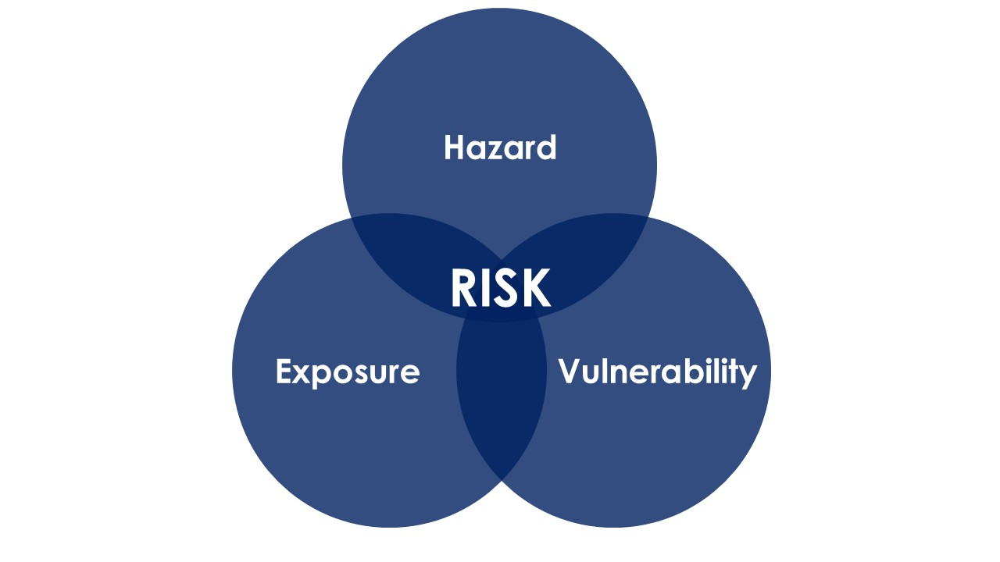 Hazard
RISK
Exposure
Vulnerability